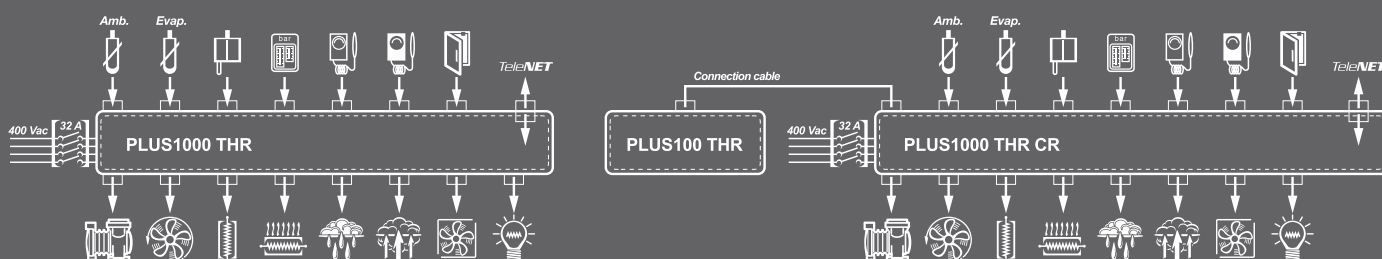 Amb. Evap.
bar
TeleNET
400 Vac 32 A
PLUS1000 THR
Connection cable
PLUS100 THR
Amb. Evap.
bar
TeleNET
400 Vac 32 A
PLUS1000 THR CR